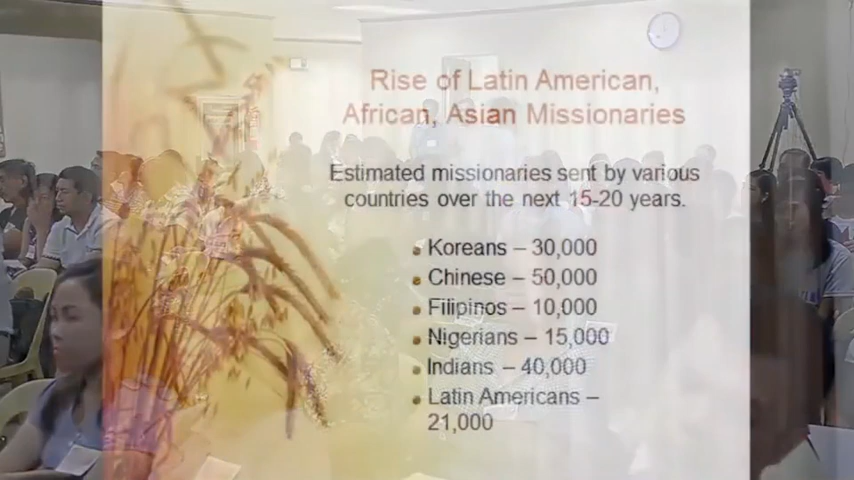 Rise of Latin American,
African, Asian Missionaries
Estimated missionaries sent by various
countries over the next 15-20 years.
• Koreans – 30,000
• Chinese – 50,000
• Filipinos – 10,000
• Nigerians – 15,000
• Indians – 40,000
• Latin Americans –
21,000